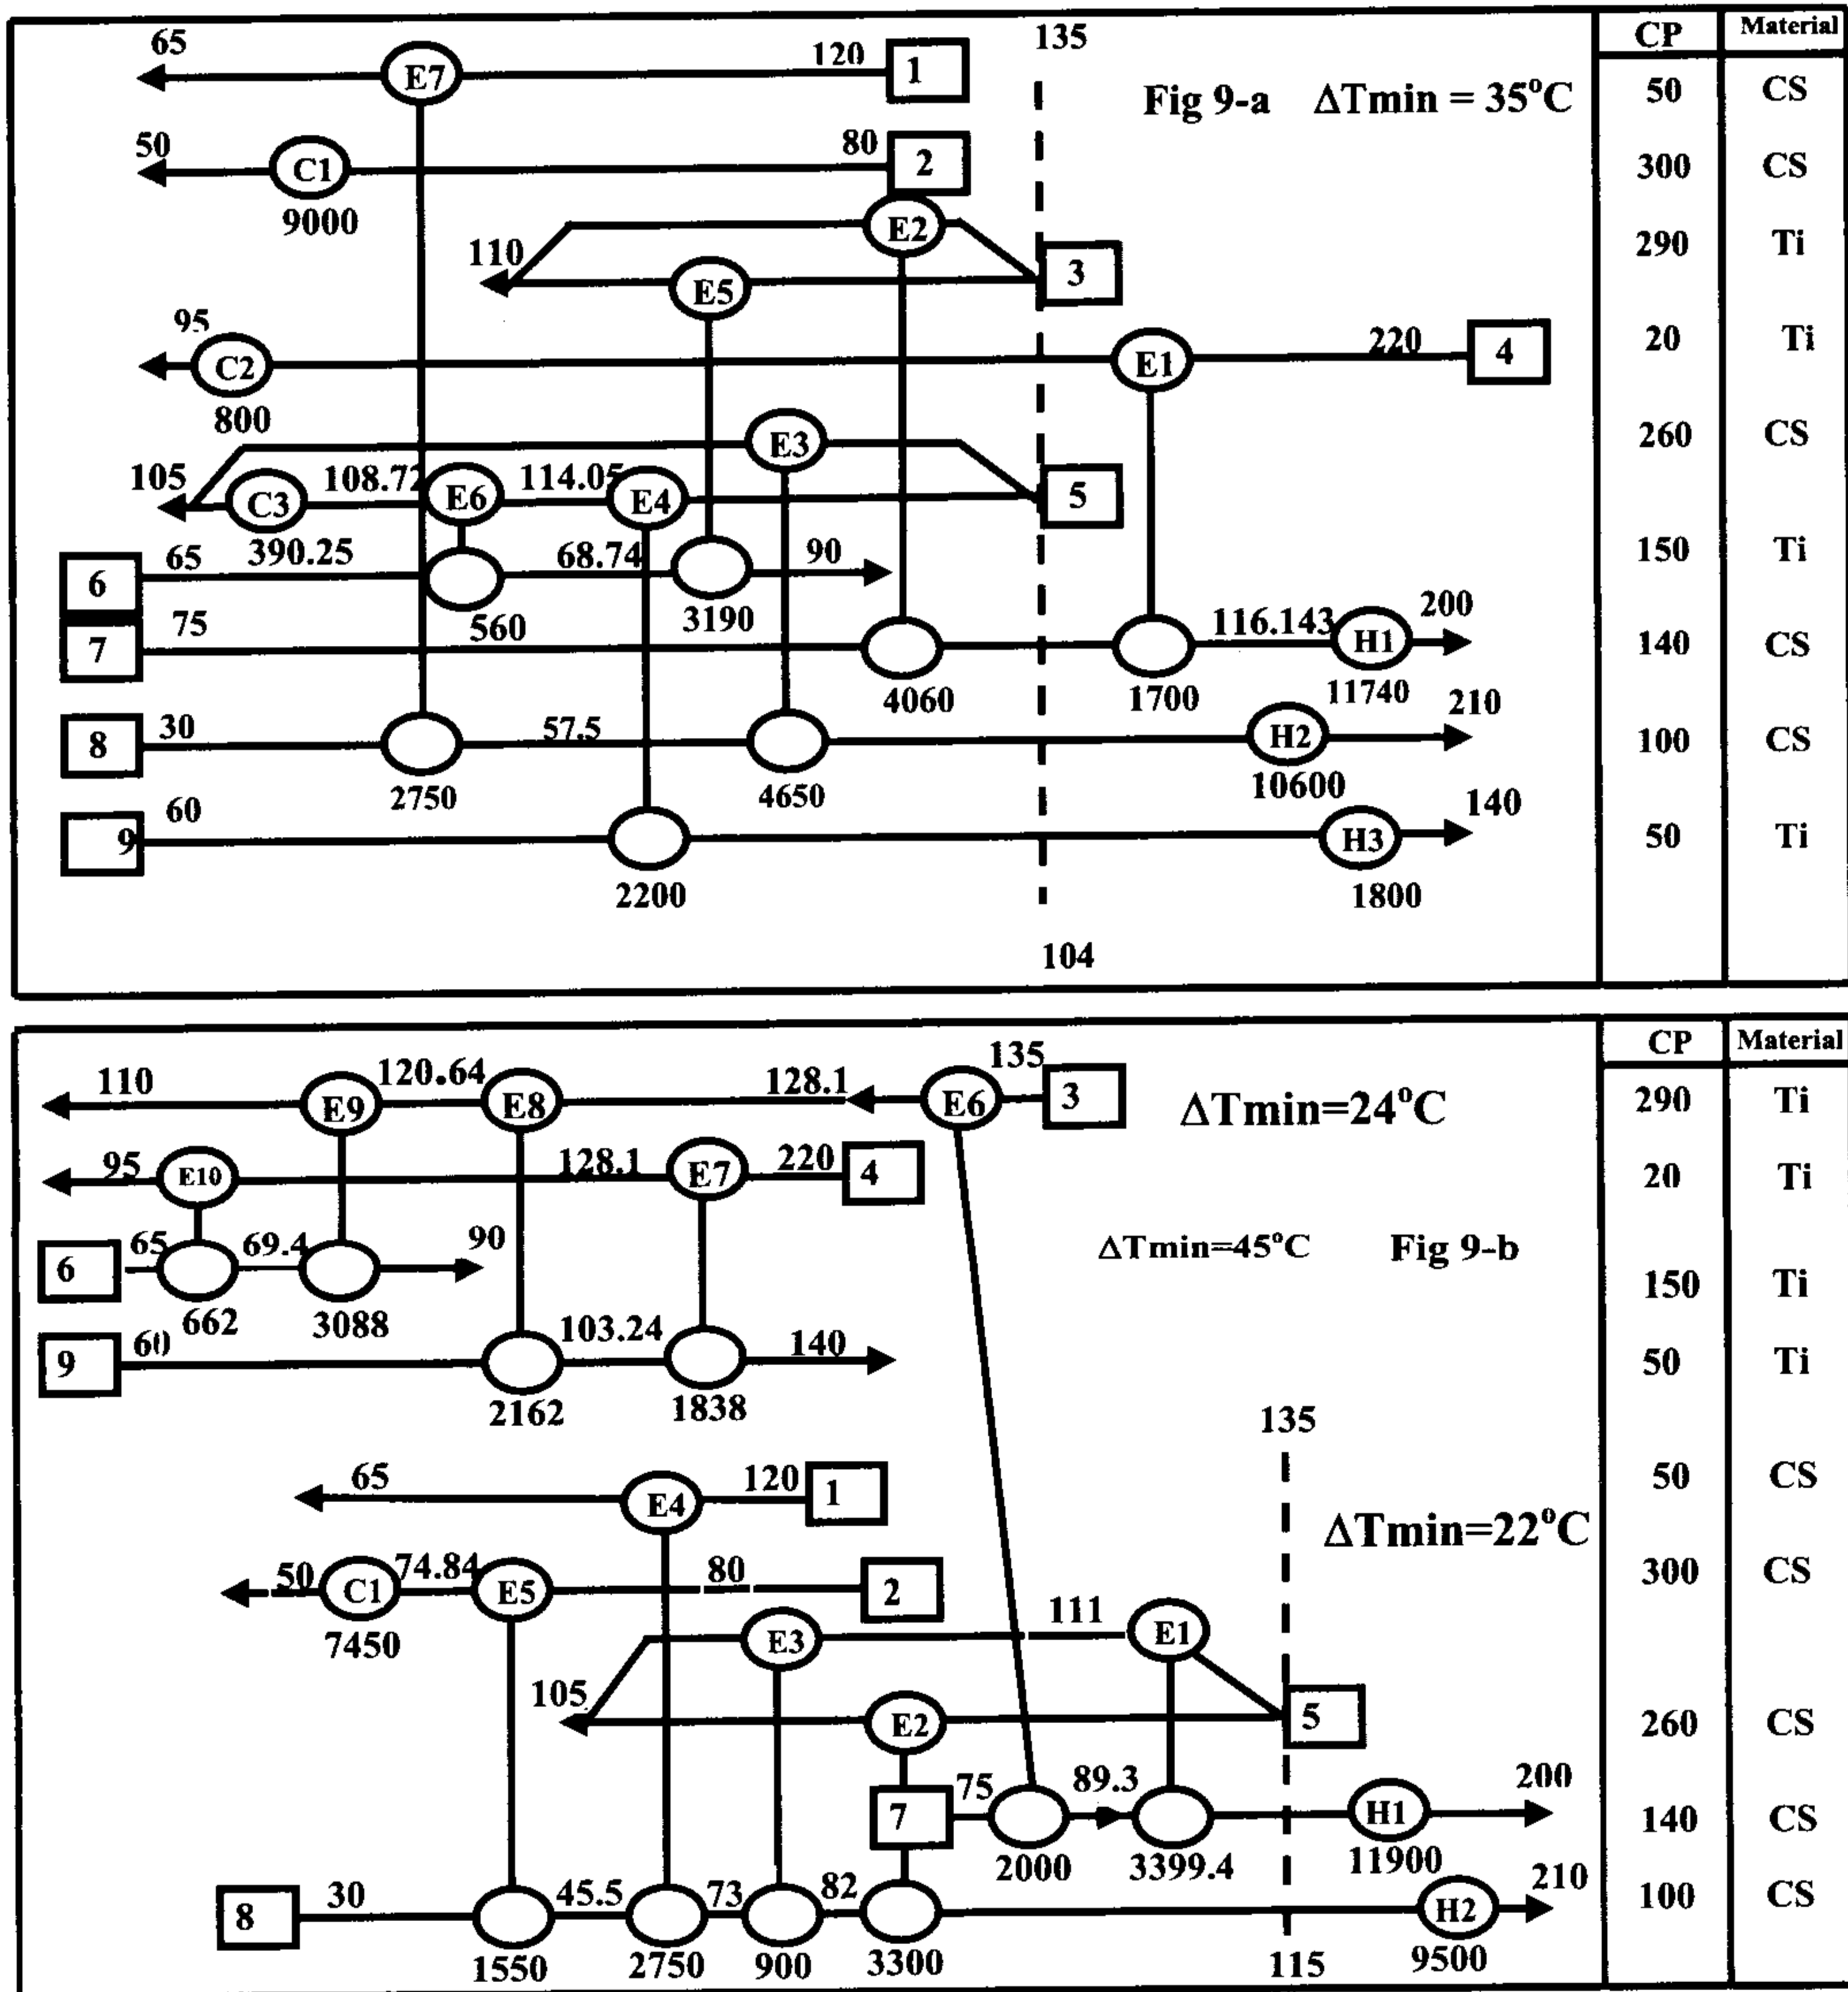 CP Material
65 E7 120 1 135 50 CS
Fig 9-a ΔTmin = 35°C
50 C1 80 2 300 CS
9000
E2 290 Ti
110 E5 3
95 C2 E1 220 4 20 Ti
800
E3 260 CS
105 C3 108.72 E6 114.05 E4 5
390.25
6 65 68.74 90 150 Ti
560 3190
7 75 116.143 H1 200 140 CS
4060 1700 11740
8 30 57.5 H2 210 100 CS
2750 4650 10600
9 60 H3 140 50 Ti
2200 1800
104
CP Material
110 E9 120.64 E8 128.1 E6 135 3 ΔTmin=24°C 290 Ti
95 E10 128.1 E7 220 4 20 Ti
ΔTmin=45°C Fig 9-b
6 65 69.4 90 150 Ti
662 3088
9 60 103.24 140 50 Ti
2162 1838
135
65 E4 120 1 50 CS
ΔTmin=22°C
50 C1 74.84 E5 80 2 300 CS
7450
E3 111 E1
105 E2 5 260 CS
7 75 89.3 H1 200 140 CS
2000 3399.4 11900
8 30 45.5 73 82 H2 210 100 CS
1550 2750 900 3300 115 9500